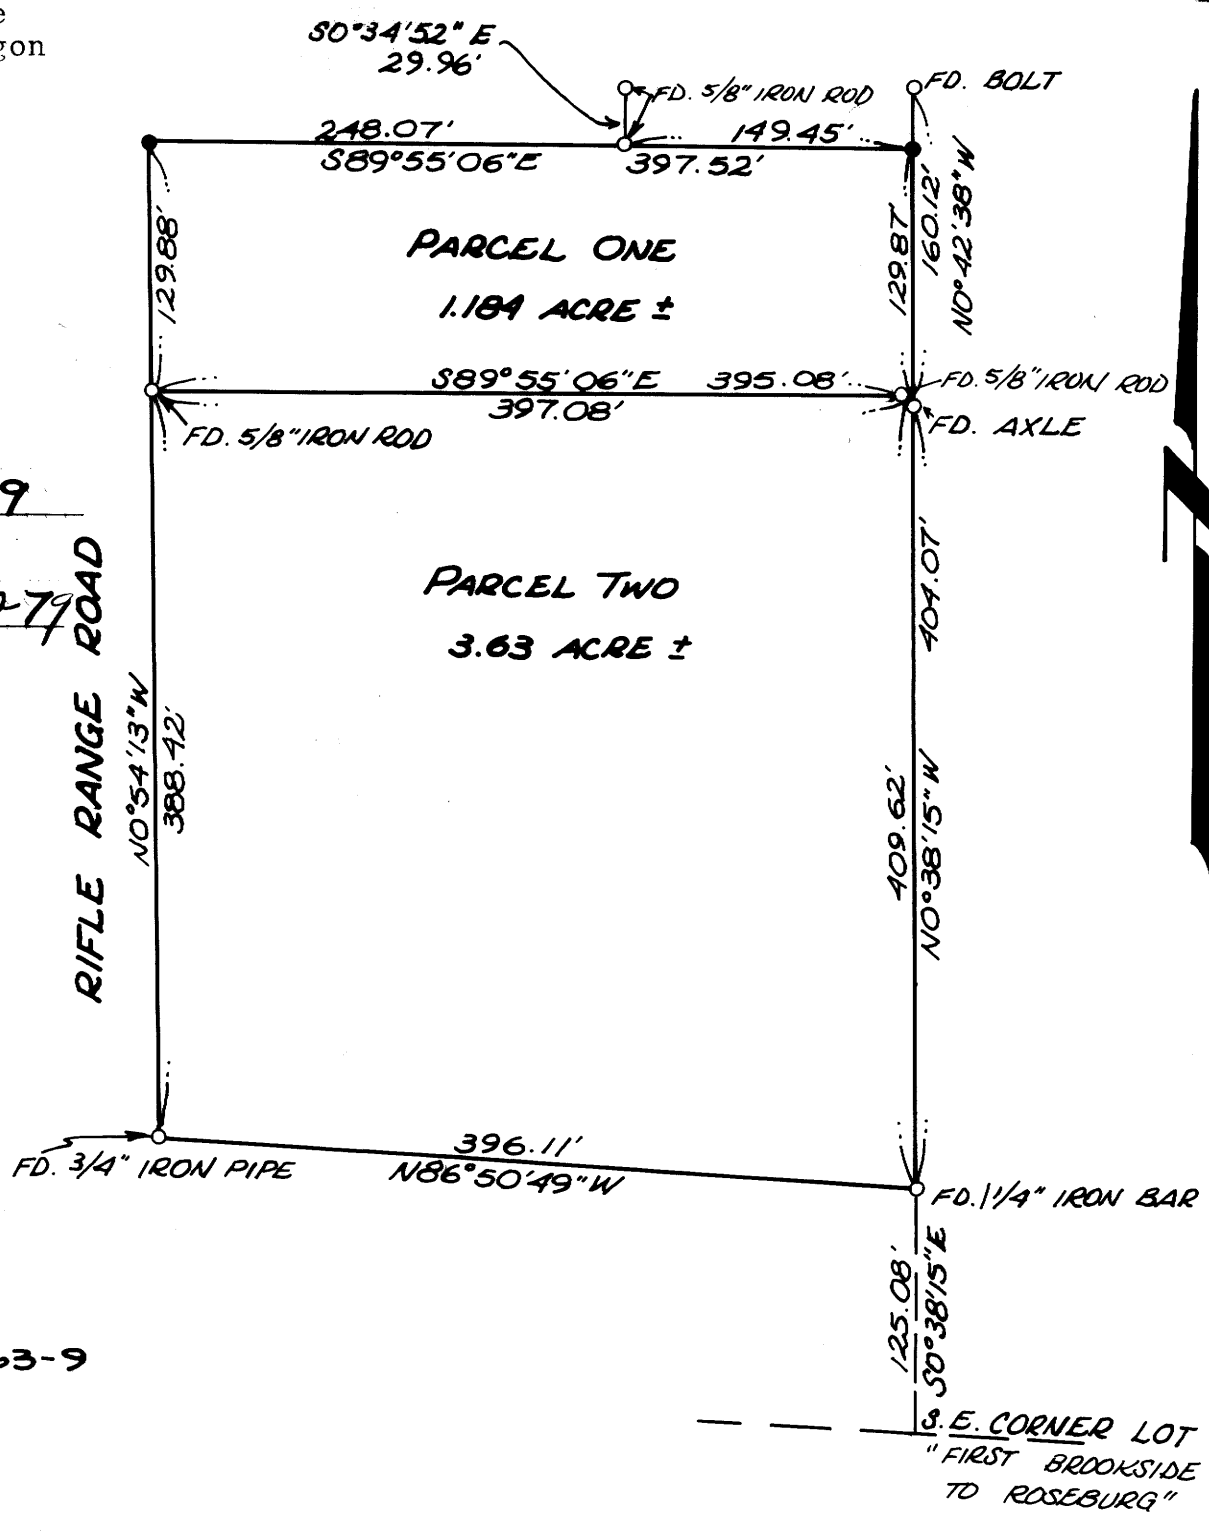 S0°34'52" E
29.96'
FD. 5/8" IRON ROD
FD. BOLT
248.07'
149.45'
S89°55'06"E
397.52'
129.88'
129.87'
160.12'
N0°42'38"W
PARCEL ONE
1.184 ACRE ±
S89°55'06"E 395.08'
397.08'
FD. 5/8" IRON ROD
FD. AXLE
FD. 5/8" IRON ROD
RIFLE RANGE ROAD
PARCEL TWO
3.63 ACRE ±
404.07'
N0°54'13"W
388.42'
409.62'
N0°38'15"W
396.11'
N86°50'49"W
FD. 3/4" IRON PIPE
FD. 1 1/4" IRON BAR
125.08'
S0°38'15"E
63-9
S.E. CORNER LOT
"FIRST BROOKSIDE
TO ROSEBURG"